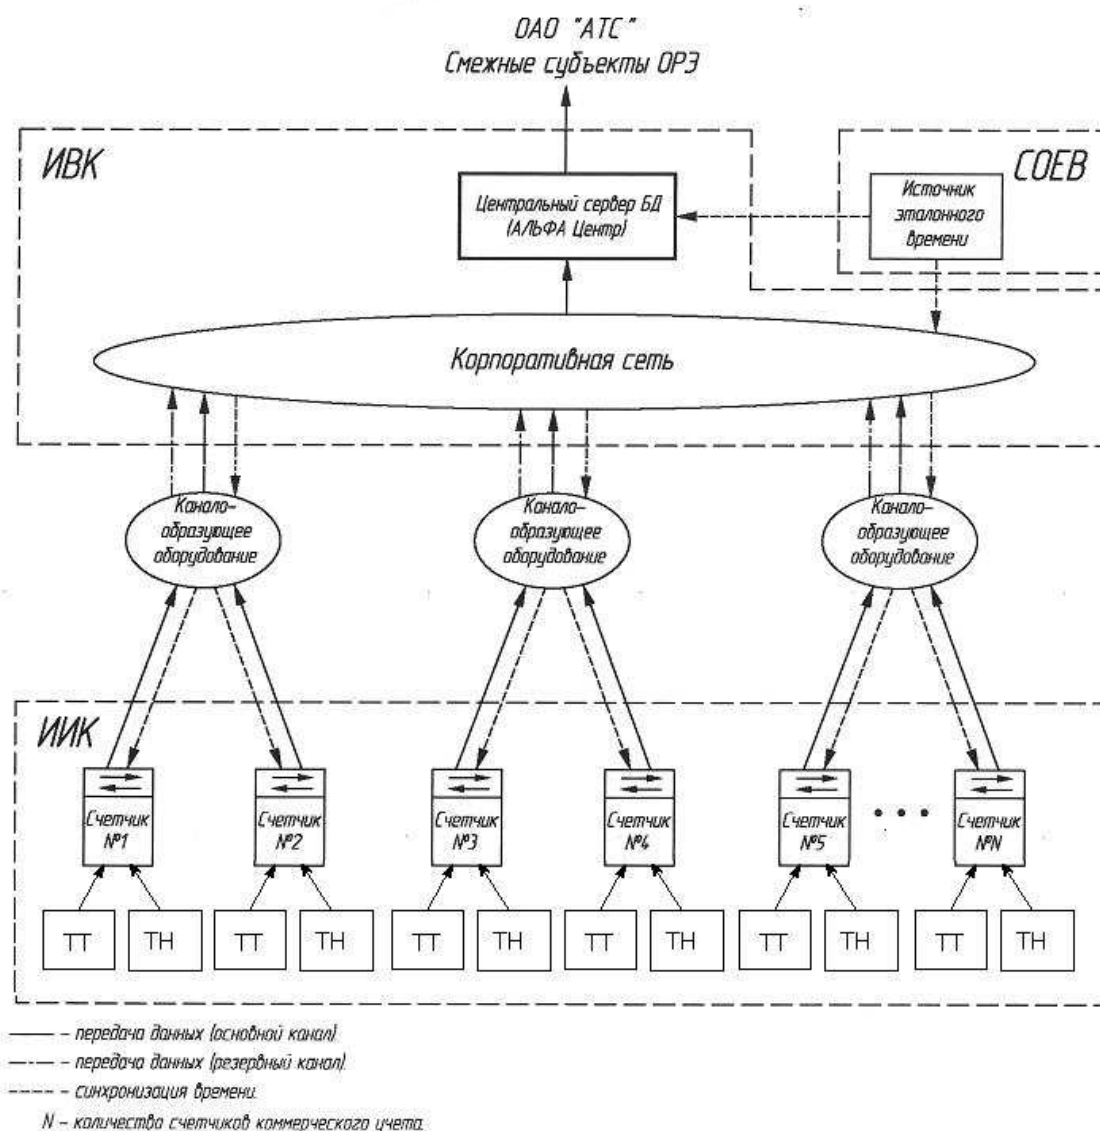 ОАО "АТС"
Смежные субъекты ОРЭ
ИВК
СОЕВ
Центральный сервер БД
(АЛЬФА Центр)
Источник
эталонного
времени
Корпоративная сеть
Канало-
образующее
оборудование
Канало-
образующее
оборудование
Канало-
образующее
оборудование
ИИК
Счетчик
№1
Счетчик
№2
Счетчик
№3
Счетчик
№4
Счетчик
№5
• • •
Счетчик
№N
ТТ
ТН
ТТ
ТН
ТТ
ТН
ТТ
ТН
ТТ
ТН
ТТ
ТН
– передача данных (основной канал).
– передача данных (резервный канал).
– синхронизация времени.
N – количество счетчиков коммерческого учета.